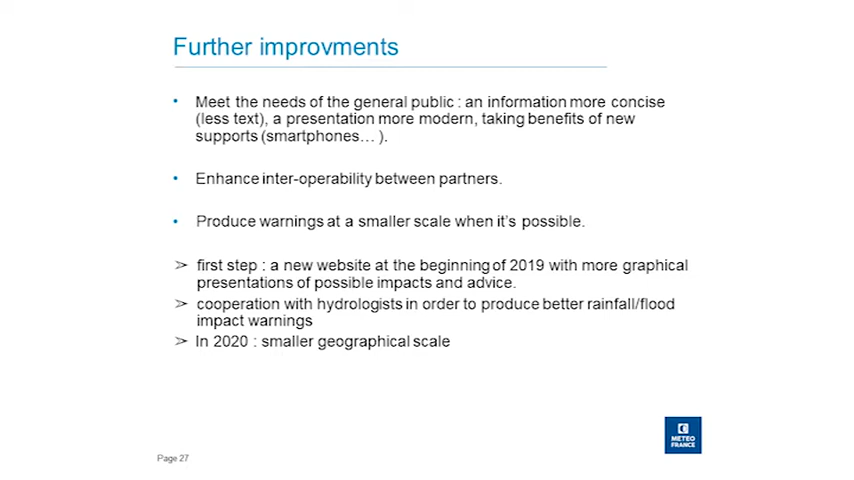 Further improvments
• Meet the needs of the general public : an information more concise
(less text), a presentation more modern, taking benefits of new
supports (smartphones… ).
• Enhance inter-operability between partners.
• Produce warnings at a smaller scale when it's possible.
➢ first step : a new website at the beginning of 2019 with more graphical
presentations of possible impacts and advice.
➢ cooperation with hydrologists in order to produce better rainfall/flood
impact warnings
➢ In 2020 : smaller geographical scale
METEO
FRANCE
Page 27